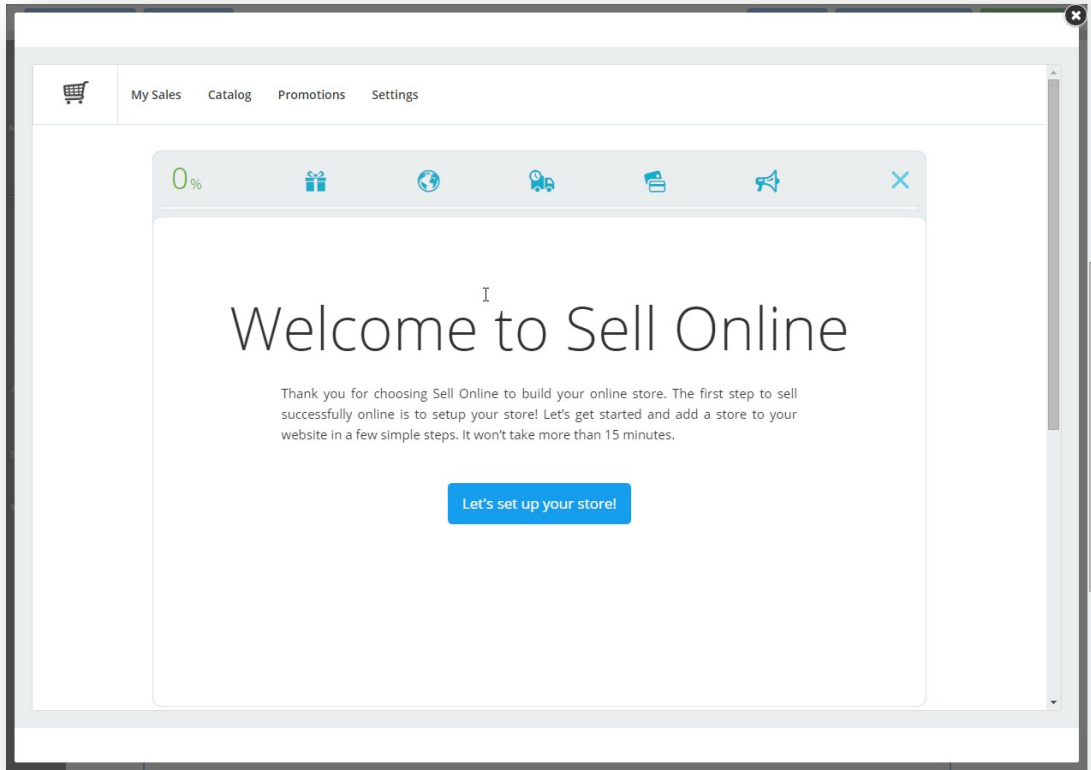 My Sales Catalog Promotions Settings
0%
Welcome to Sell Online
Thank you for choosing Sell Online to build your online store. The first step to sell
successfully online is to setup your store! Let's get started and add a store to your
website in a few simple steps. It won't take more than 15 minutes.
Let's set up your store!